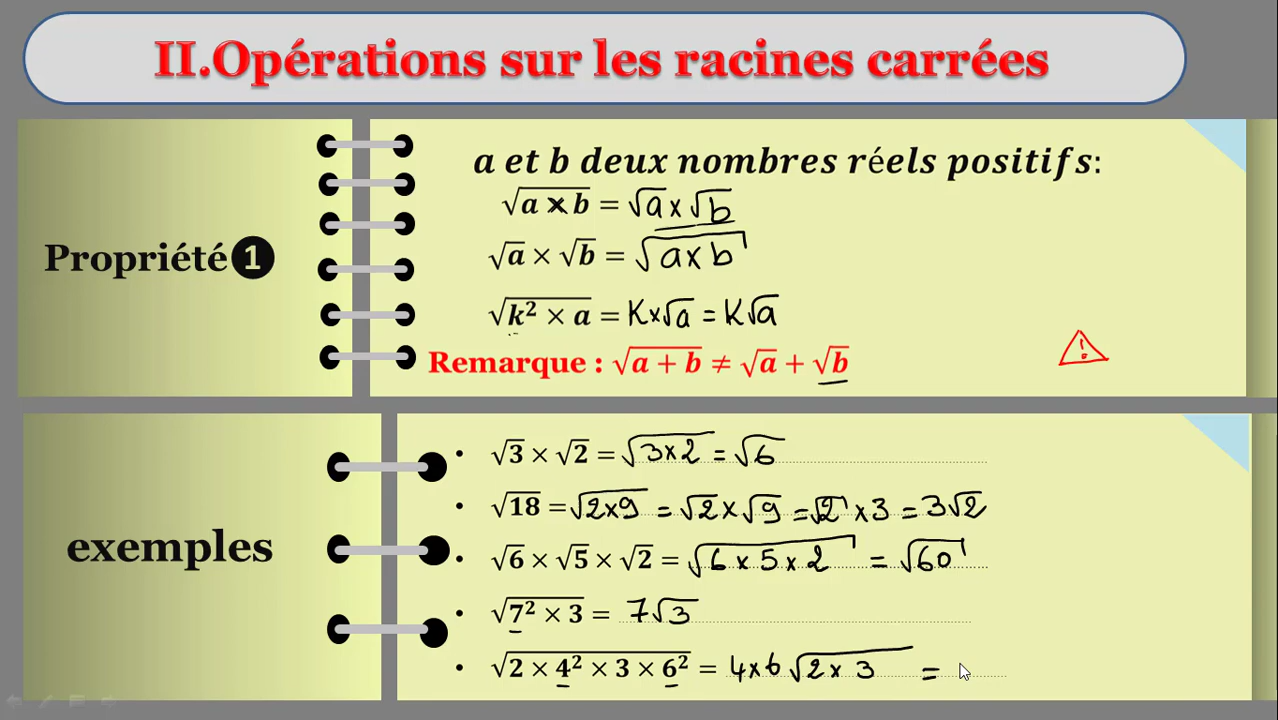 II.Opérations sur les racines carrées
Propriété ❶
a et b deux nombres réels positifs:
√(a × b) = √a × √b
√a × √b = √(a × b)
√(k² × a) = K×√a = K√a
Remarque : √(a + b) ≠ √a + √b
exemples
• √3 × √2 = √(3×2) = √6
• √18 = √(2×9) = √2 × √9 = √2 × 3 = 3√2
• √6 × √5 × √2 = √(6 × 5 × 2) = √60
• √(7² × 3) = 7√3
• √(2 × 4² × 3 × 6²) = 4×6√(2 × 3) =